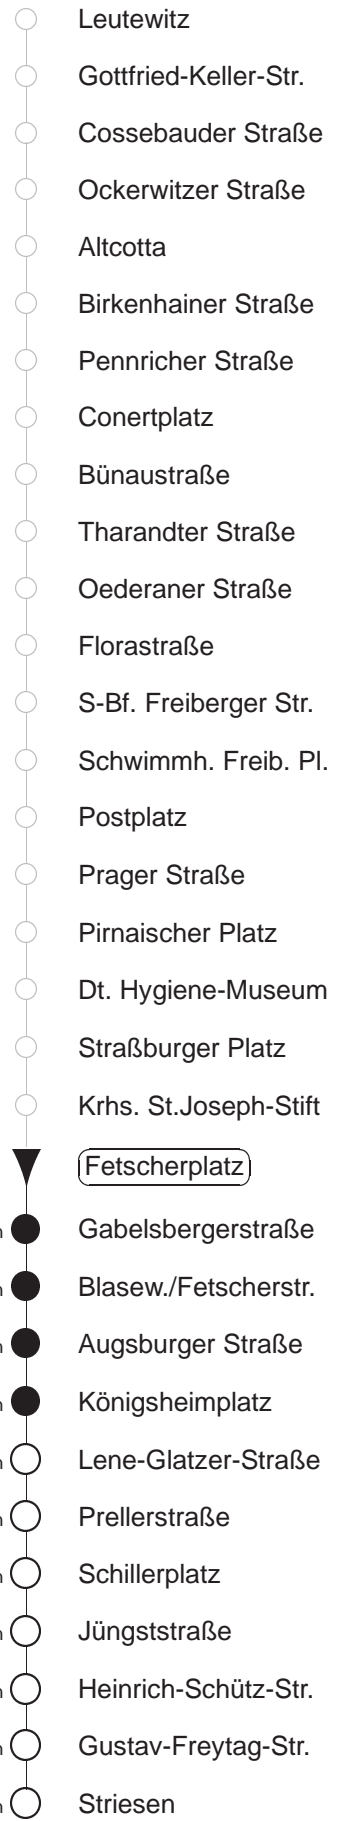 Leutewitz
Gottfried-Keller-Str.
Cossebauder Straße
Ockerwitzer Straße
Altcotta
Birkenhainer Straße
Pennricher Straße
Conertplatz
Bünaustraße
Tharandter Straße
Oederaner Straße
Florastraße
S-Bf. Freiberger Str.
Schwimmh. Freib. Pl.
Postplatz
Prager Straße
Pirnaischer Platz
Dt. Hygiene-Museum
Straßburger Platz
Krhs. St.Joseph-Stift
Fetscherplatz
Gabelsbergerstraße
Blasew./Fetscherstr.
Augsburger Straße
Königsheimplatz
Lene-Glatzer-Straße
Prellerstraße
Schillerplatz
Jüngststraße
Heinrich-Schütz-Str.
Gustav-Freytag-Str.
Striesen